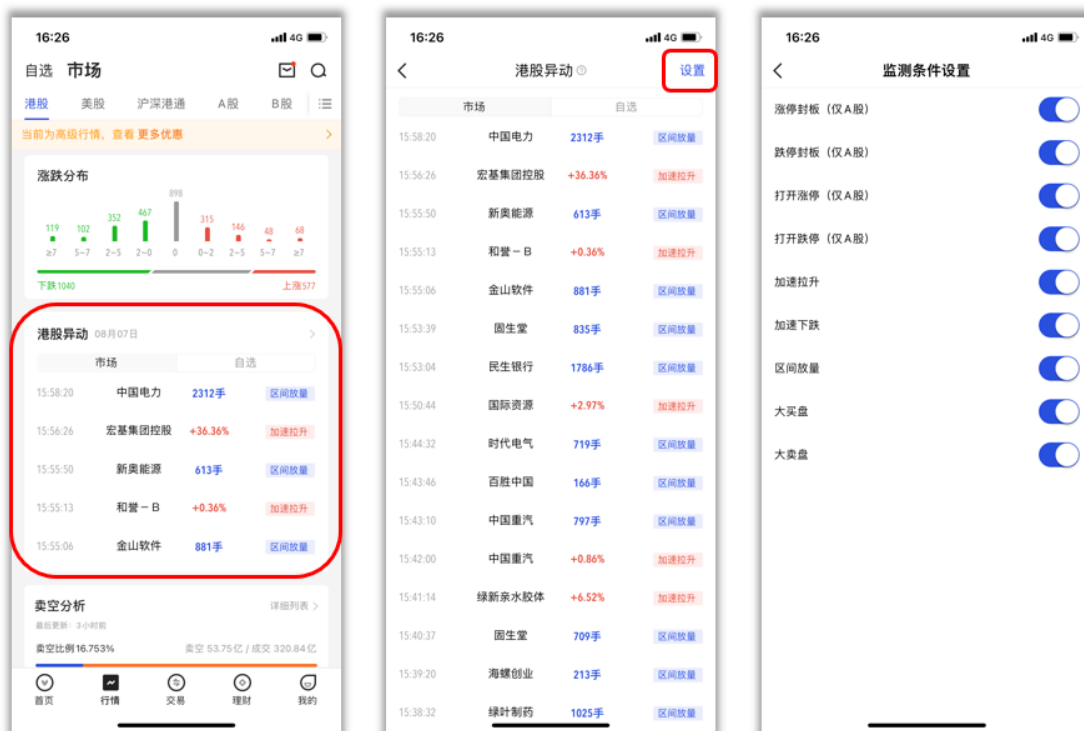 16:26
4G
自选 市场
港股 美股 沪深港通 A股 B股
当前为高级行情，查看 更多优惠
涨跌分布
119 102 352 467 898 315 146 48 68
≥7 5-7 2-5 2-0 0 0-2 2-5 5-7 ≥7
下跌1040 上涨577
港股异动 08月07日
市场 自选
15:58:20 中国电力 2312手 区间放量
15:56:26 宏基集团控股 +36.36% 加速拉升
15:55:50 新奥能源 613手 区间放量
15:55:13 和誉-B +0.36% 加速拉升
15:55:06 金山软件 881手 区间放量
卖空分析 详细列表
最后更新：3小时前
卖空比例16.753% 卖空 53.75亿 / 成交 320.84亿
首页 行情 交易 理财 我的
16:26
4G
港股异动 设置
市场 自选
15:58:20 中国电力 2312手 区间放量
15:56:26 宏基集团控股 +36.36% 加速拉升
15:55:50 新奥能源 613手 区间放量
15:55:13 和誉-B +0.36% 加速拉升
15:55:06 金山软件 881手 区间放量
15:53:39 固生堂 835手 区间放量
15:53:04 民生银行 1786手 区间放量
15:50:44 国际资源 +2.97% 加速拉升
15:44:32 时代电气 719手 区间放量
15:43:46 百胜中国 166手 区间放量
15:43:10 中国重汽 797手 区间放量
15:42:00 中国重汽 +0.86% 加速拉升
15:41:14 绿新亲水胶体 +6.52% 加速拉升
15:40:37 固生堂 709手 区间放量
15:39:20 海螺创业 213手 区间放量
15:38:32 绿叶制药 1025手 区间放量
16:26
4G
监测条件设置
涨停封板（仅A股）
跌停封板（仅A股）
打开涨停（仅A股）
打开跌停（仅A股）
加速拉升
加速下跌
区间放量
大买盘
大卖盘